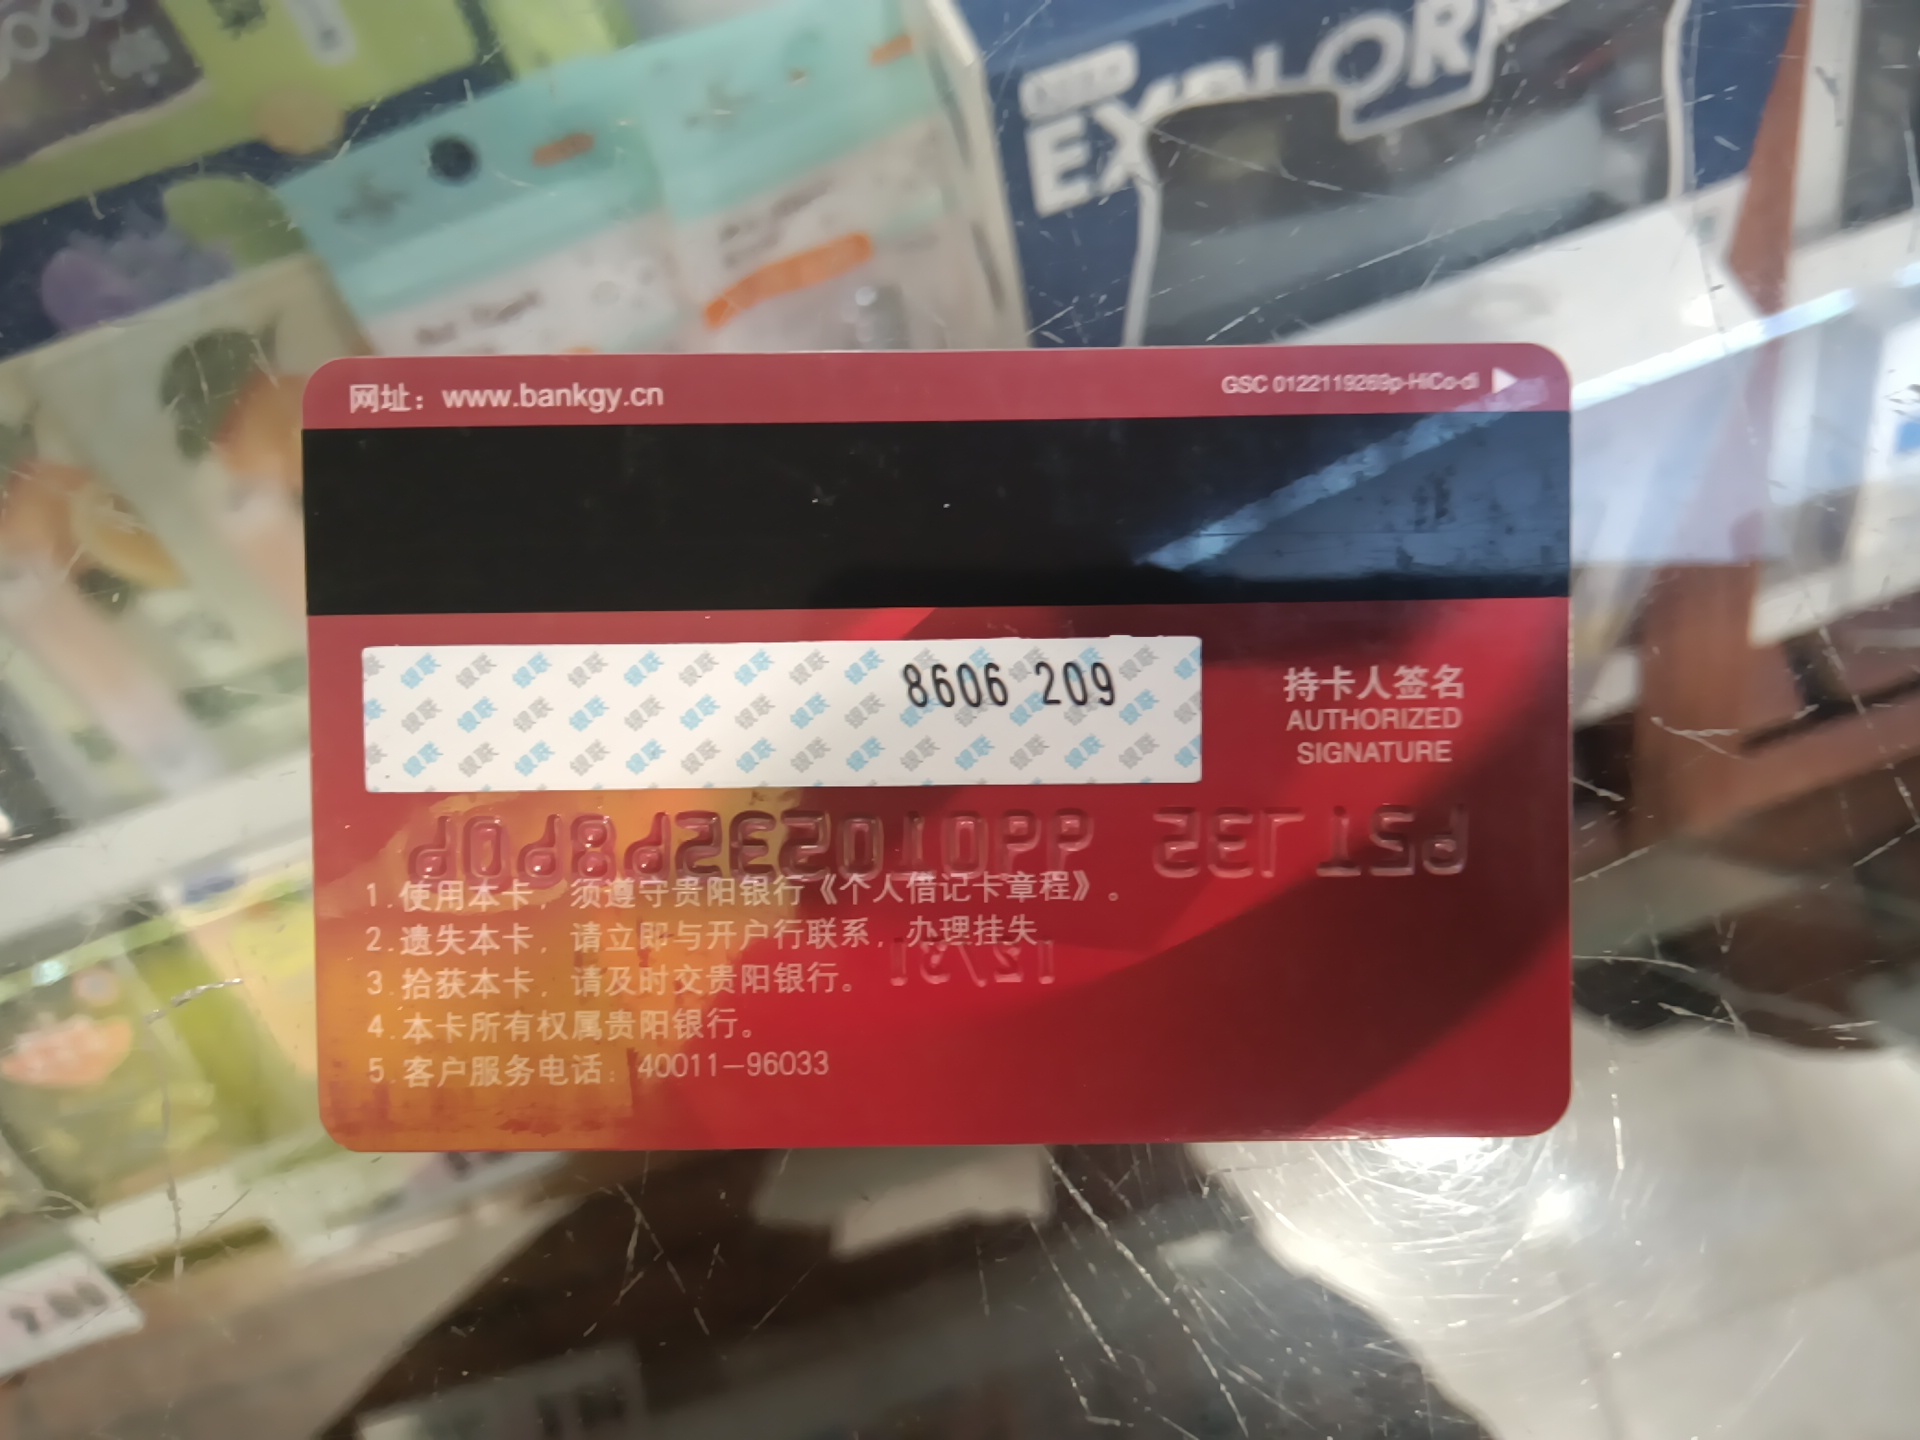 EXPLOR
网址：www.bankgy.cn
GSC 0122119269p-HiCo-di
8606 209
持卡人签名
AUTHORIZED
SIGNATURE
1.使用本卡，须遵守贵阳银行《个人借记卡章程》。
2.遗失本卡，请立即与开户行联系，办理挂失
3.拾获本卡，请及时交贵阳银行。
4.本卡所有权属贵阳银行。
5.客户服务电话：40011-96033